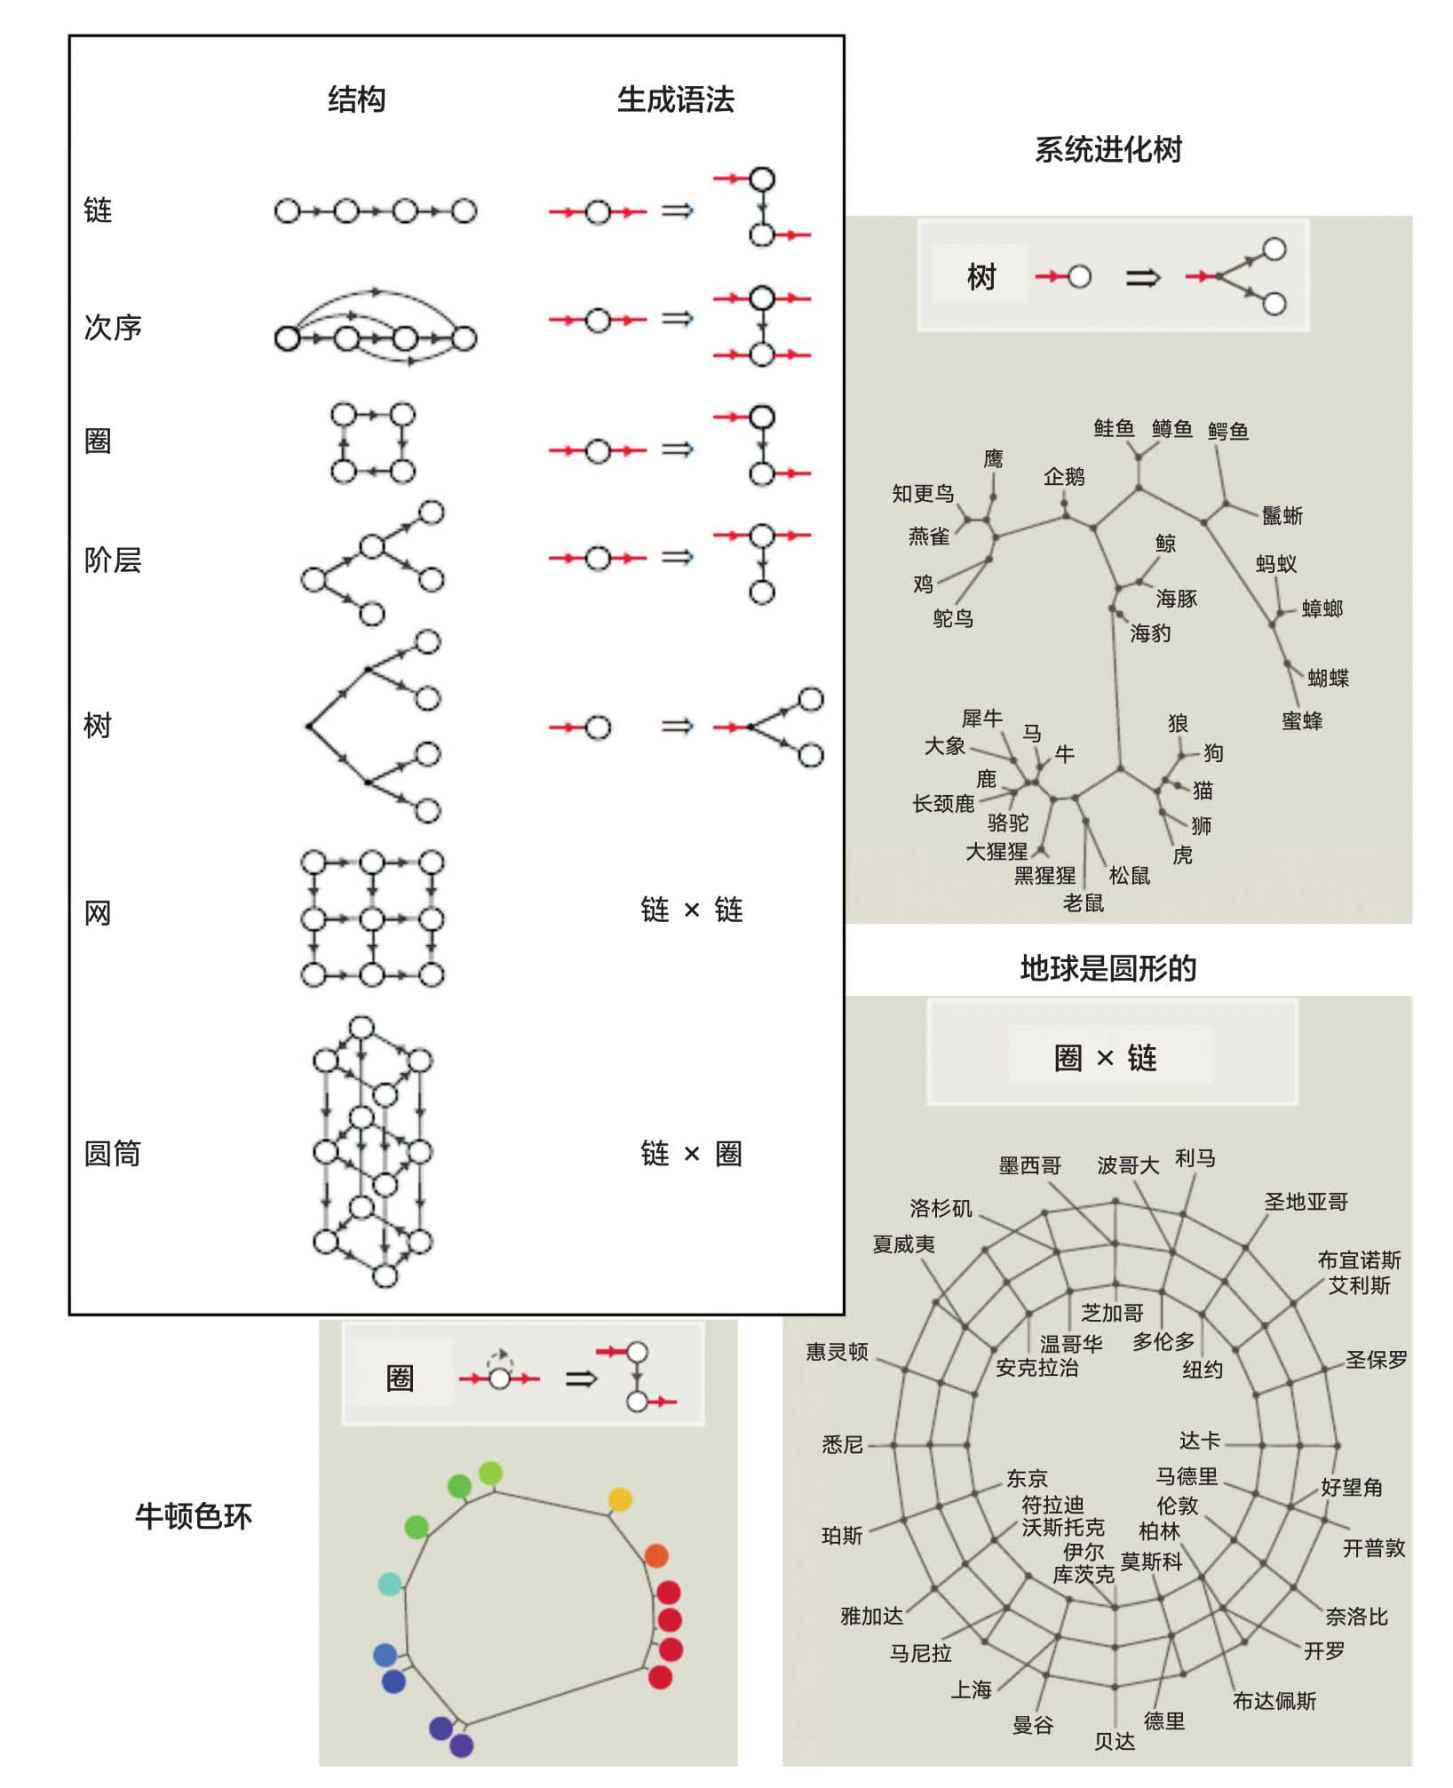 结构 生成语法
链
次序
圈
阶层
树
网 链 × 链
圆筒 链 × 圈
系统进化树
树
鲑鱼 鳟鱼 鳄鱼
鹰
企鹅
知更鸟
燕雀
鬣蜥
鲸
蚂蚁
鸡
海豚
蟑螂
鸵鸟
海豹
蝴蝶
蜜蜂
犀牛
马
狼
大象
牛
狗
鹿
猫
长颈鹿
骆驼
狮
大猩猩
虎
黑猩猩
松鼠
老鼠
地球是圆形的
圈 × 链
墨西哥
波哥大
利马
洛杉矶
圣地亚哥
夏威夷
布宜诺斯
艾利斯
芝加哥
温哥华
多伦多
惠灵顿
安克拉治
纽约
圣保罗
悉尼
达卡
东京
马德里
好望角
符拉迪
沃斯托克
伦敦
珀斯
柏林
开普敦
伊尔
库茨克
莫斯科
雅加达
奈洛比
马尼拉
开罗
上海
布达佩斯
曼谷
德里
贝达
圈
牛顿色环